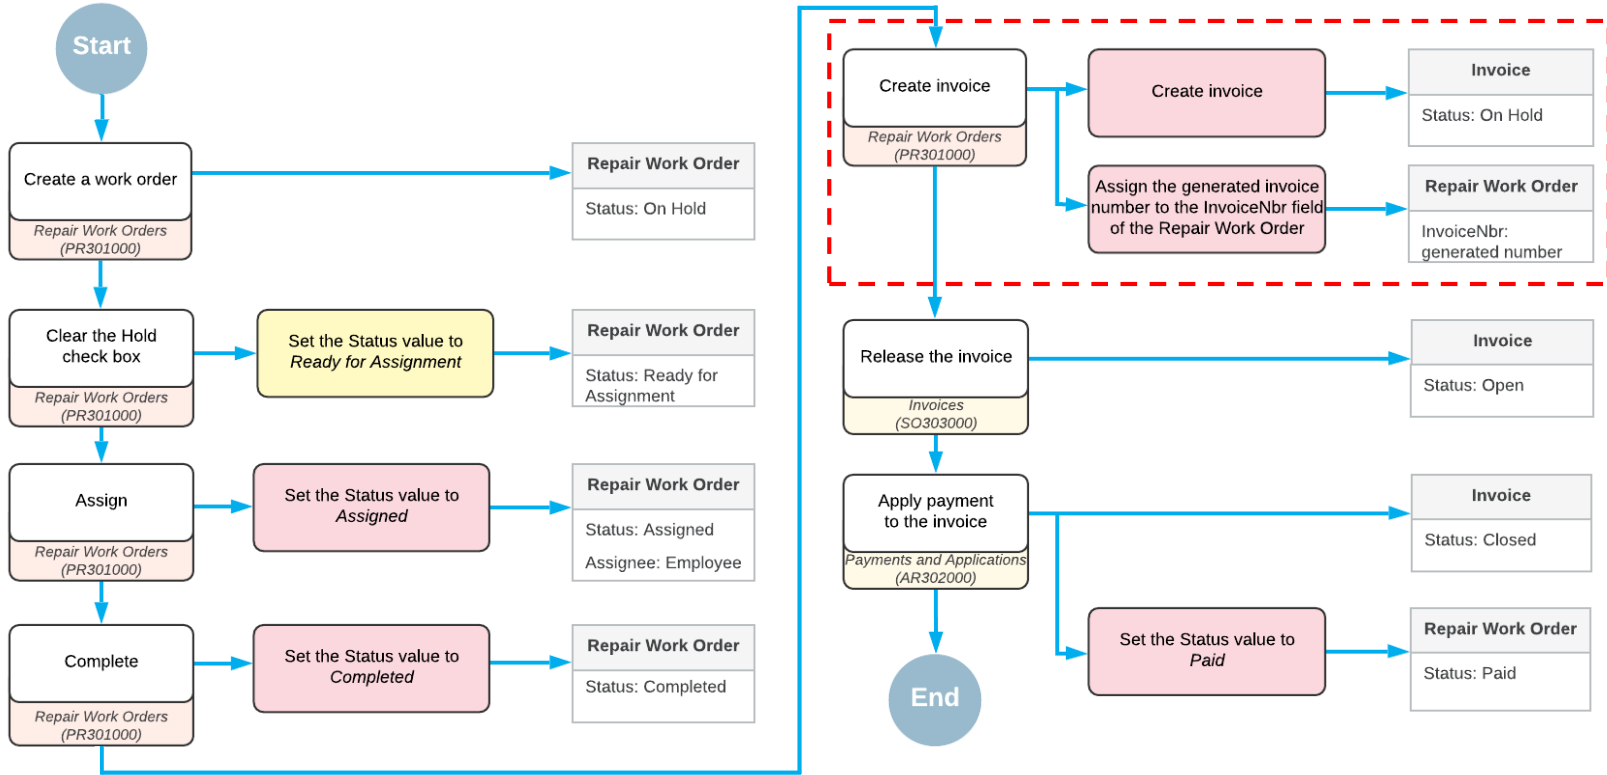 Start
Create a work order
Repair Work Orders
(PR301000)
Repair Work Order
Status: On Hold
Clear the Hold
check box
Repair Work Orders
(PR301000)
Set the Status value to
Ready for Assignment
Repair Work Order
Status: Ready for
Assignment
Assign
Repair Work Orders
(PR301000)
Set the Status value to
Assigned
Repair Work Order
Status: Assigned
Assignee: Employee
Complete
Repair Work Orders
(PR301000)
Set the Status value to
Completed
Repair Work Order
Status: Completed
Create invoice
Repair Work Orders
(PR301000)
Create invoice
Invoice
Status: On Hold
Assign the generated invoice
number to the InvoiceNbr field
of the Repair Work Order
Repair Work Order
InvoiceNbr:
generated number
Release the invoice
Invoices
(SO303000)
Invoice
Status: Open
Apply payment
to the invoice
Payments and Applications
(AR302000)
Invoice
Status: Closed
Set the Status value to
Paid
Repair Work Order
Status: Paid
End